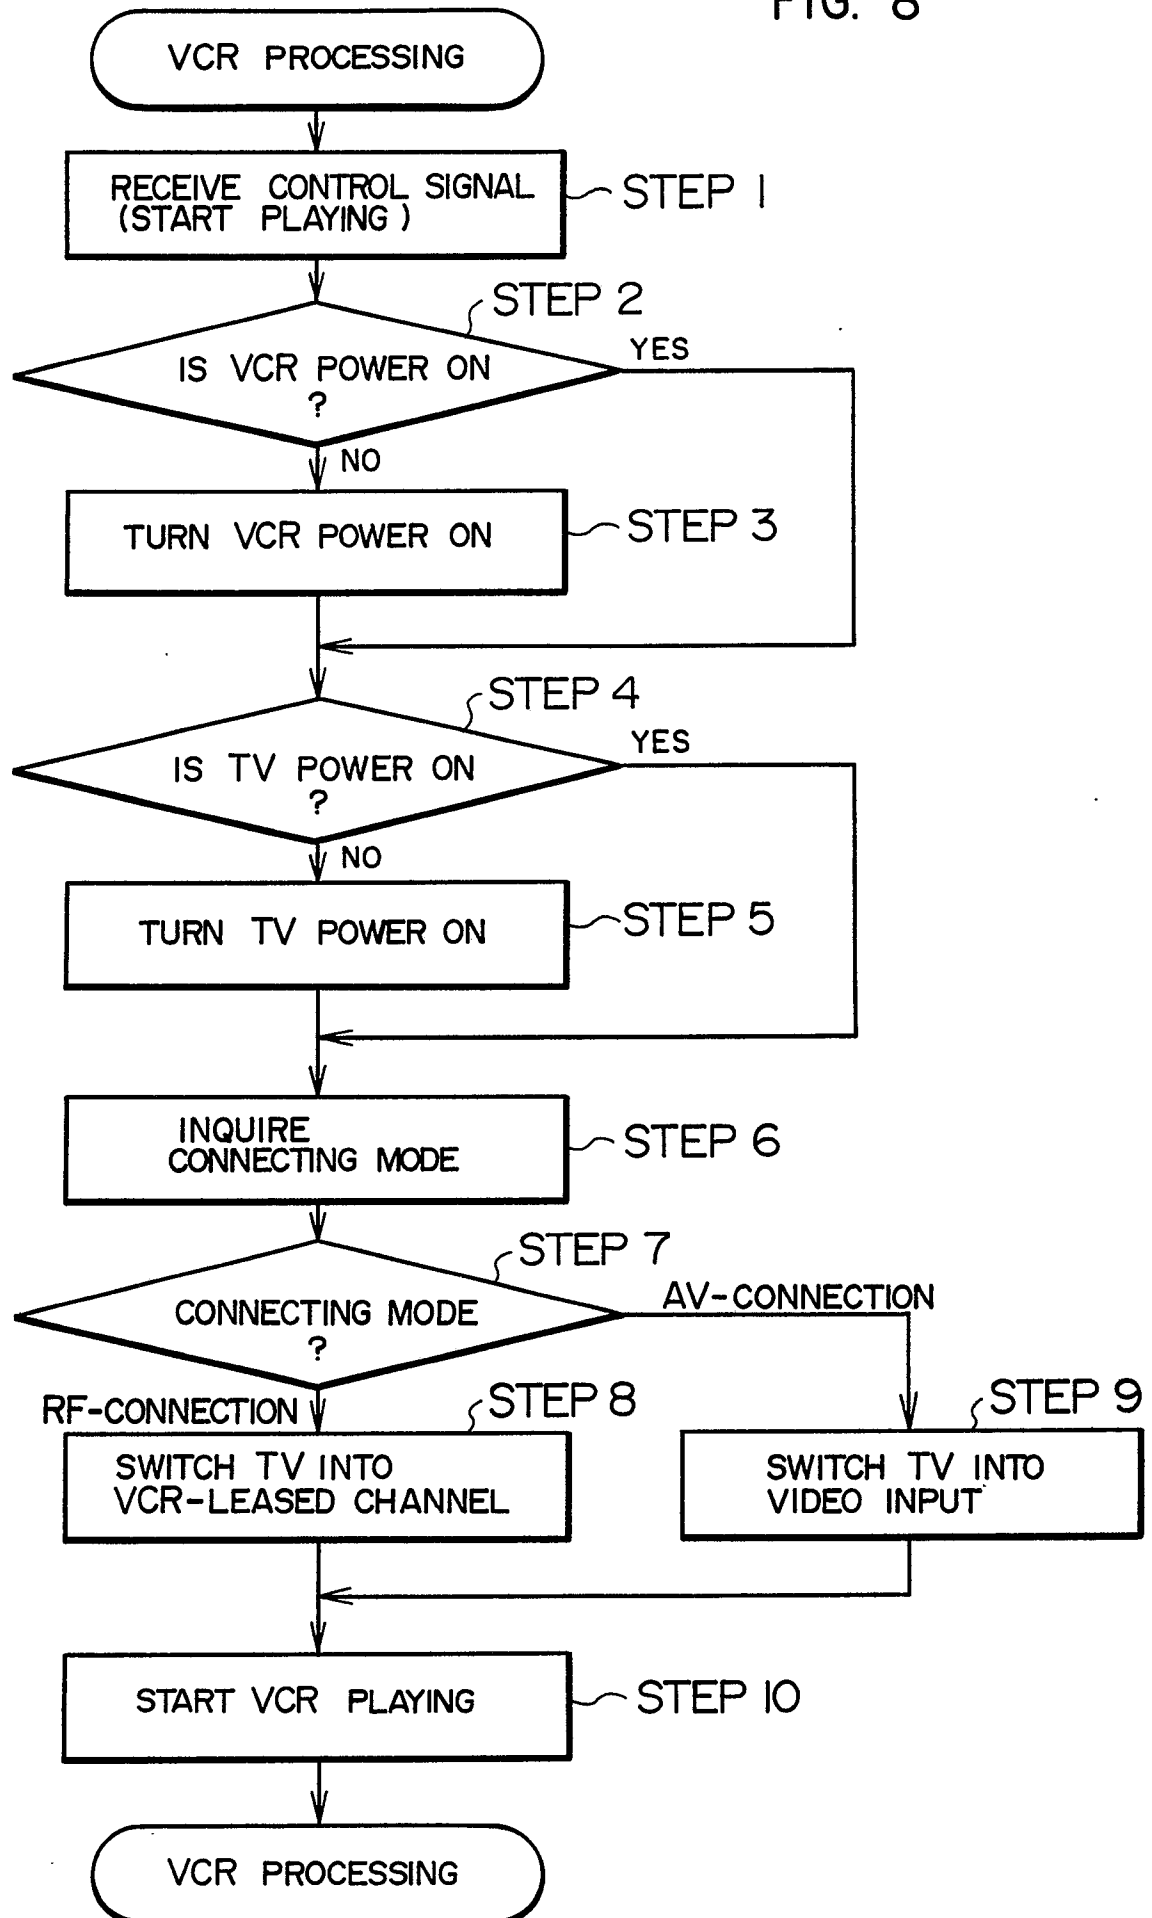 FIG. 8
VCR PROCESSING
RECEIVE CONTROL SIGNAL
(START PLAYING)
STEP 1
STEP 2
IS VCR POWER ON
?
YES
NO
TURN VCR POWER ON
STEP 3
STEP 4
IS TV POWER ON
?
YES
NO
TURN TV POWER ON
STEP 5
INQUIRE
CONNECTING MODE
STEP 6
STEP 7
CONNECTING MODE
?
AV-CONNECTION
RF-CONNECTION
STEP 8
SWITCH TV INTO
VCR-LEASED CHANNEL
STEP 9
SWITCH TV INTO
VIDEO INPUT
START VCR PLAYING
STEP 10
VCR PROCESSING